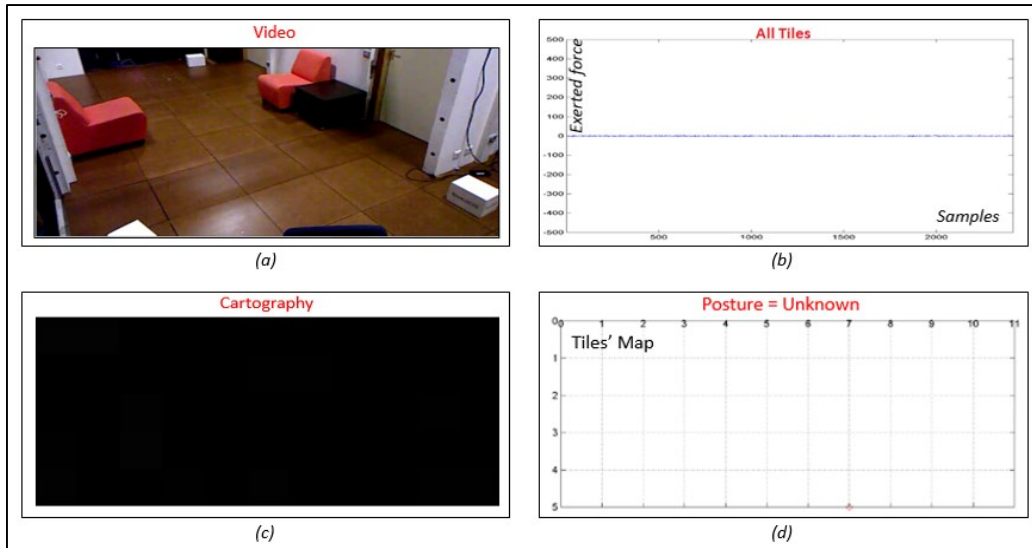 Video
(a)
All Tiles
Exerted force
500
400
300
200
100
0
-100
-200
-300
-400
-500
500 1000 1500 2000
Samples
(b)
Cartography
(c)
Posture = Unknown
0 1 2 3 4 5 6 7 8 9 10 11
Tiles’ Map
0
1
2
3
4
5
(d)